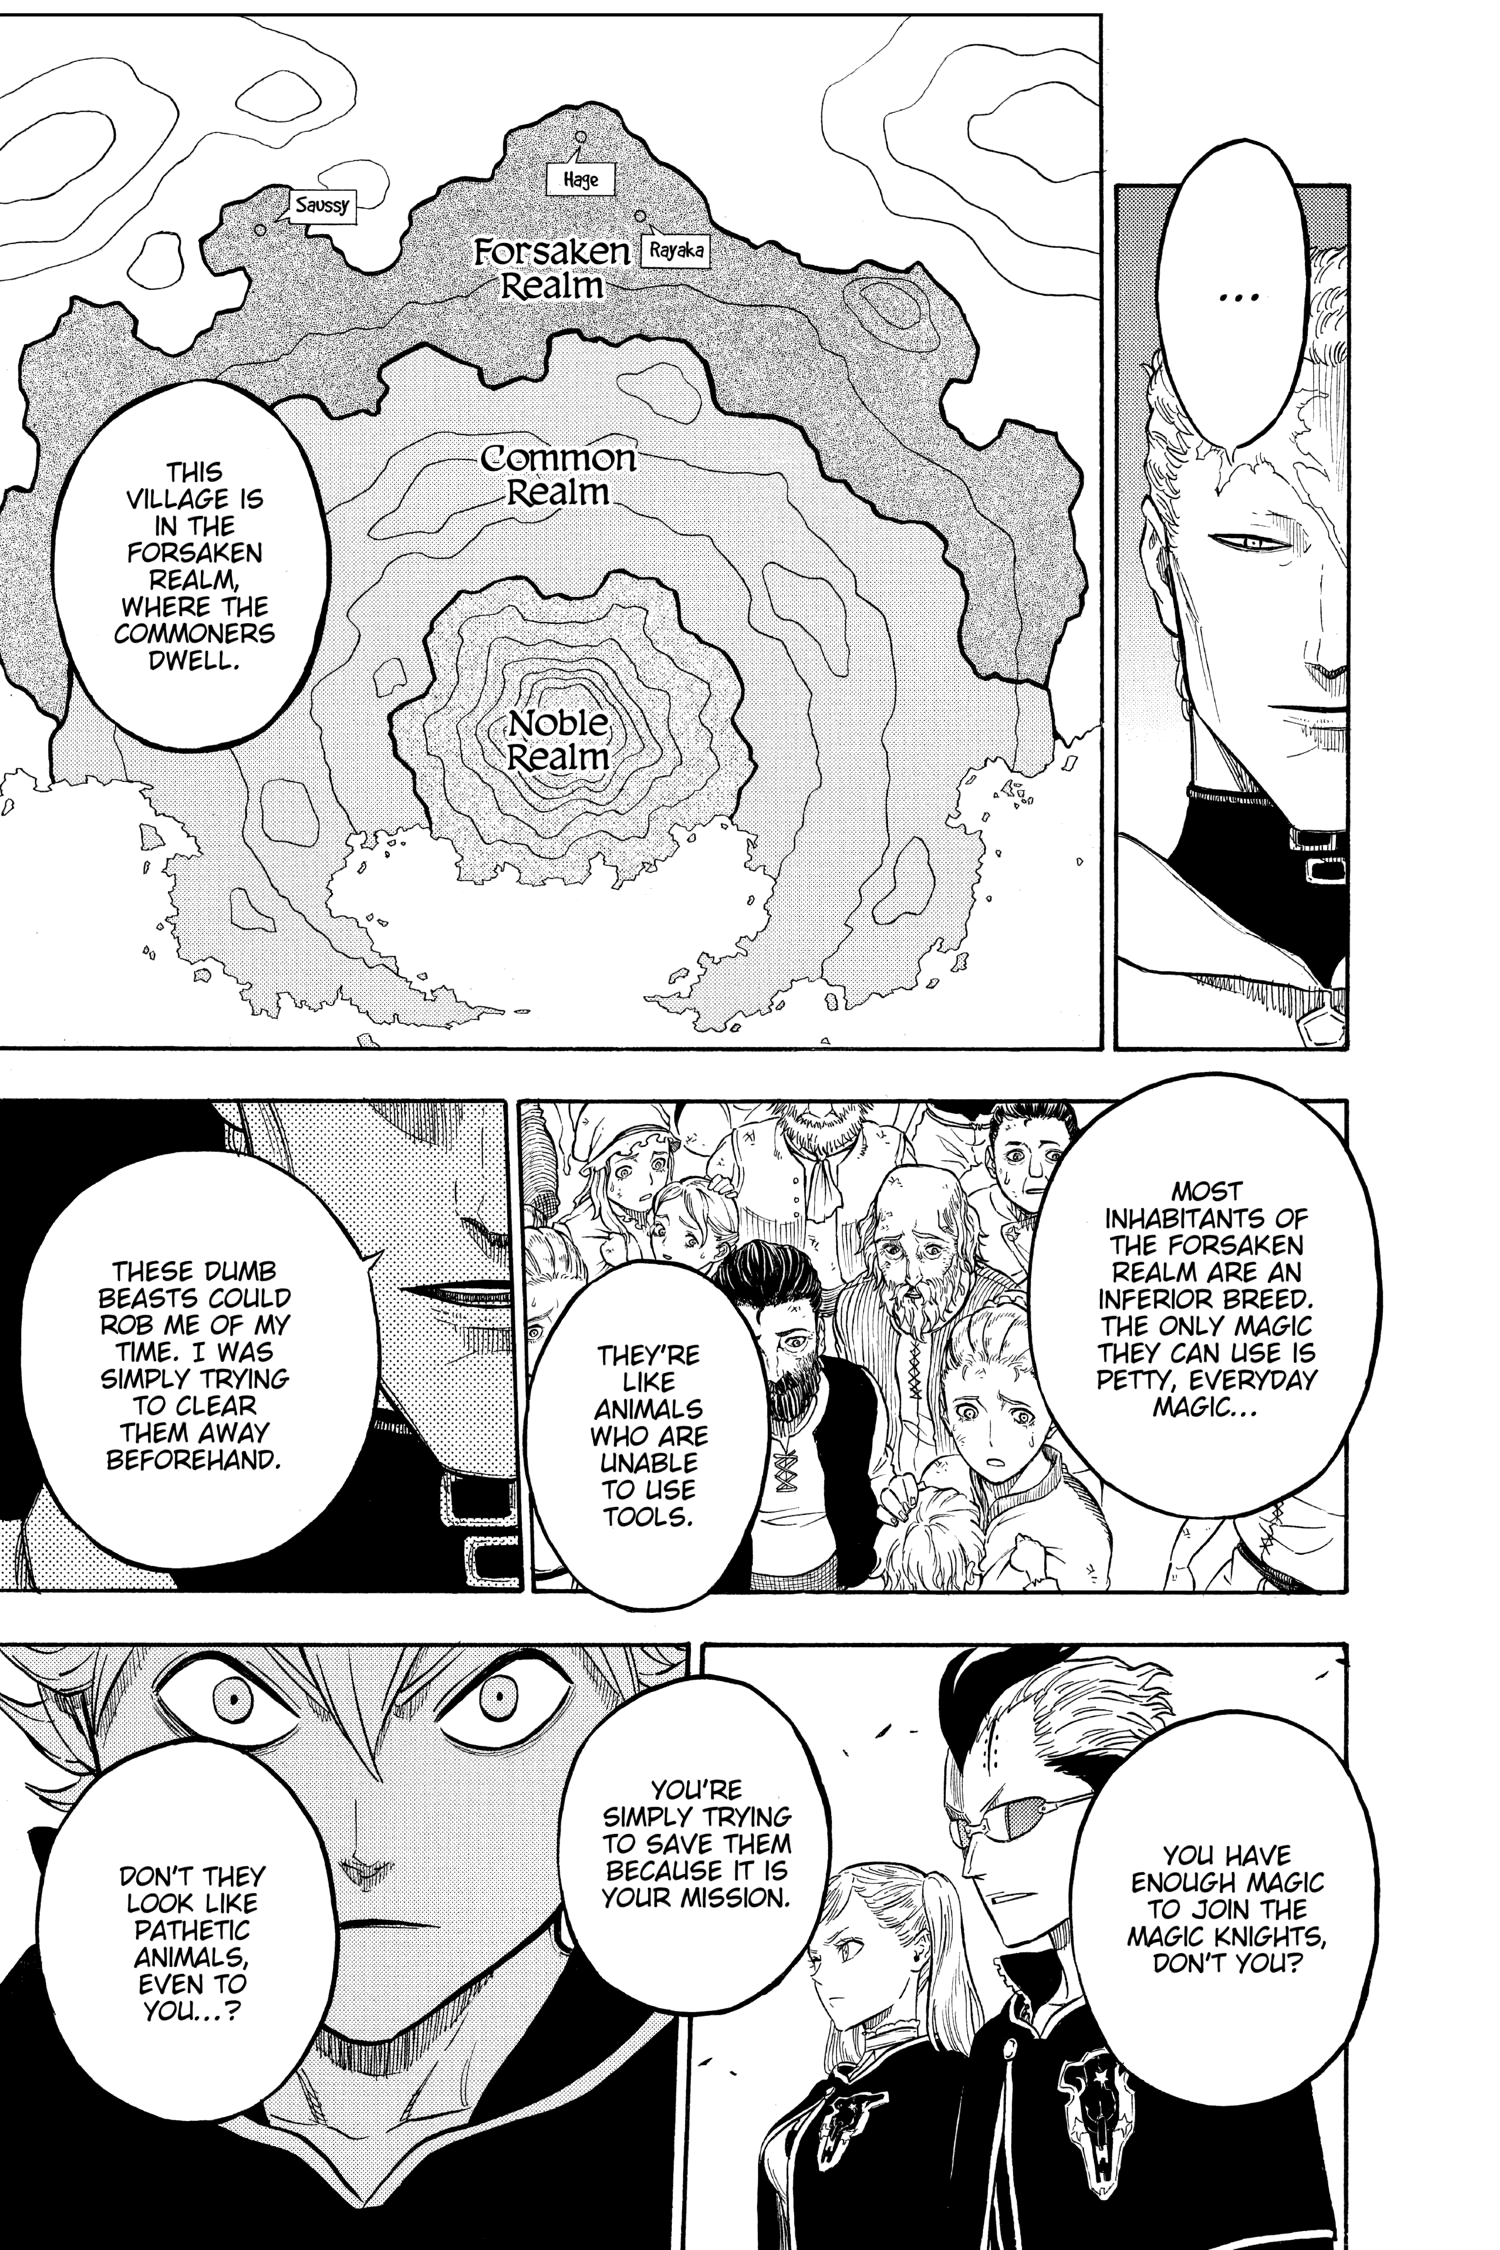 ...
Hage
Saussy
Rayaka
Forsaken
Realm
Common
Realm
Noble
Realm
THIS
VILLAGE IS
IN THE
FORSAKEN
REALM,
WHERE THE
COMMONERS
DWELL.
MOST
INHABITANTS OF
THE FORSAKEN
REALM ARE AN
INFERIOR BREED.
THE ONLY MAGIC
THEY CAN USE IS
PETTY, EVERYDAY
MAGIC...
THEY'RE
LIKE
ANIMALS
WHO ARE
UNABLE
TO USE
TOOLS.
THESE DUMB
BEASTS COULD
ROB ME OF MY
TIME. I WAS
SIMPLY TRYING
TO CLEAR
THEM AWAY
BEFOREHAND.
YOU HAVE
ENOUGH MAGIC
TO JOIN THE
MAGIC KNIGHTS,
DON'T YOU?
YOU'RE
SIMPLY TRYING
TO SAVE THEM
BECAUSE IT IS
YOUR MISSION.
DON'T THEY
LOOK LIKE
PATHETIC
ANIMALS,
EVEN TO
YOU...?